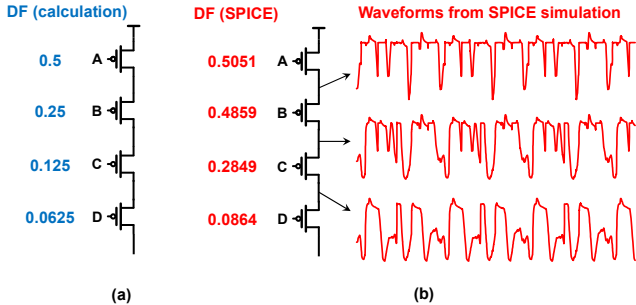 DF (calculation) DF (SPICE) Waveforms from SPICE simulation
0.5 A 0.5051 A
0.25 B 0.4859 B
0.125 C 0.2849 C
0.0625 D 0.0864 D
(a) (b)